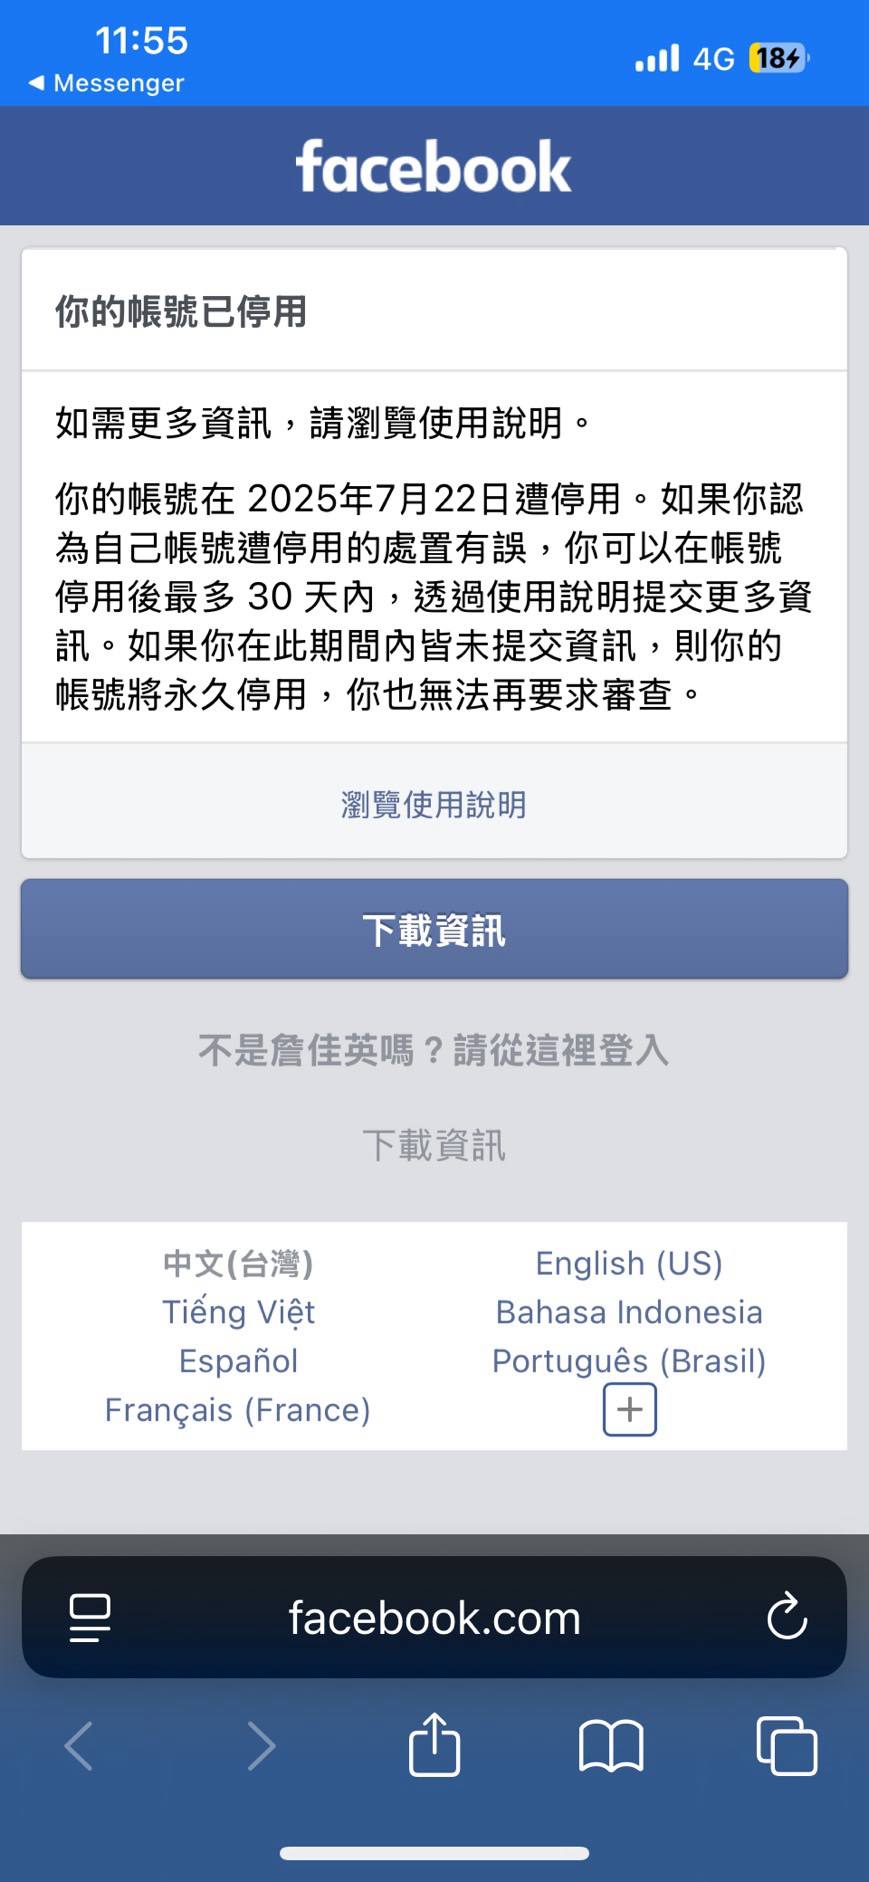 11:55
◀ Messenger
4G
18
facebook
你的帳號已停用
如需更多資訊，請瀏覽使用說明。
你的帳號在 2025年7月22日遭停用。如果你認
為自己帳號遭停用的處置有誤，你可以在帳號
停用後最多 30 天內，透過使用說明提交更多資
訊。如果你在此期間內皆未提交資訊，則你的
帳號將永久停用，你也無法再要求審查。
瀏覽使用說明
下載資訊
不是詹佳英嗎？請從這裡登入
下載資訊
中文(台灣)
English (US)
Tiếng Việt
Bahasa Indonesia
Español
Português (Brasil)
Français (France)
facebook.com